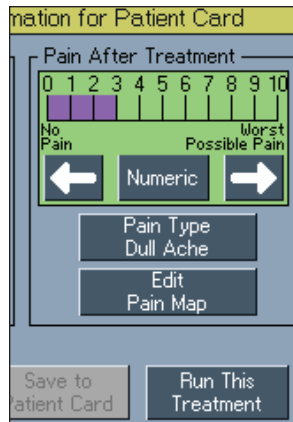 mation for Patient Card
Pain After Treatment
0 1 2 3 4 5 6 7 8 9 10
No Worst
Pain Possible Pain
Numeric
Pain Type
Dull Ache
Edit
Pain Map
Save to Run This
Patient Card Treatment